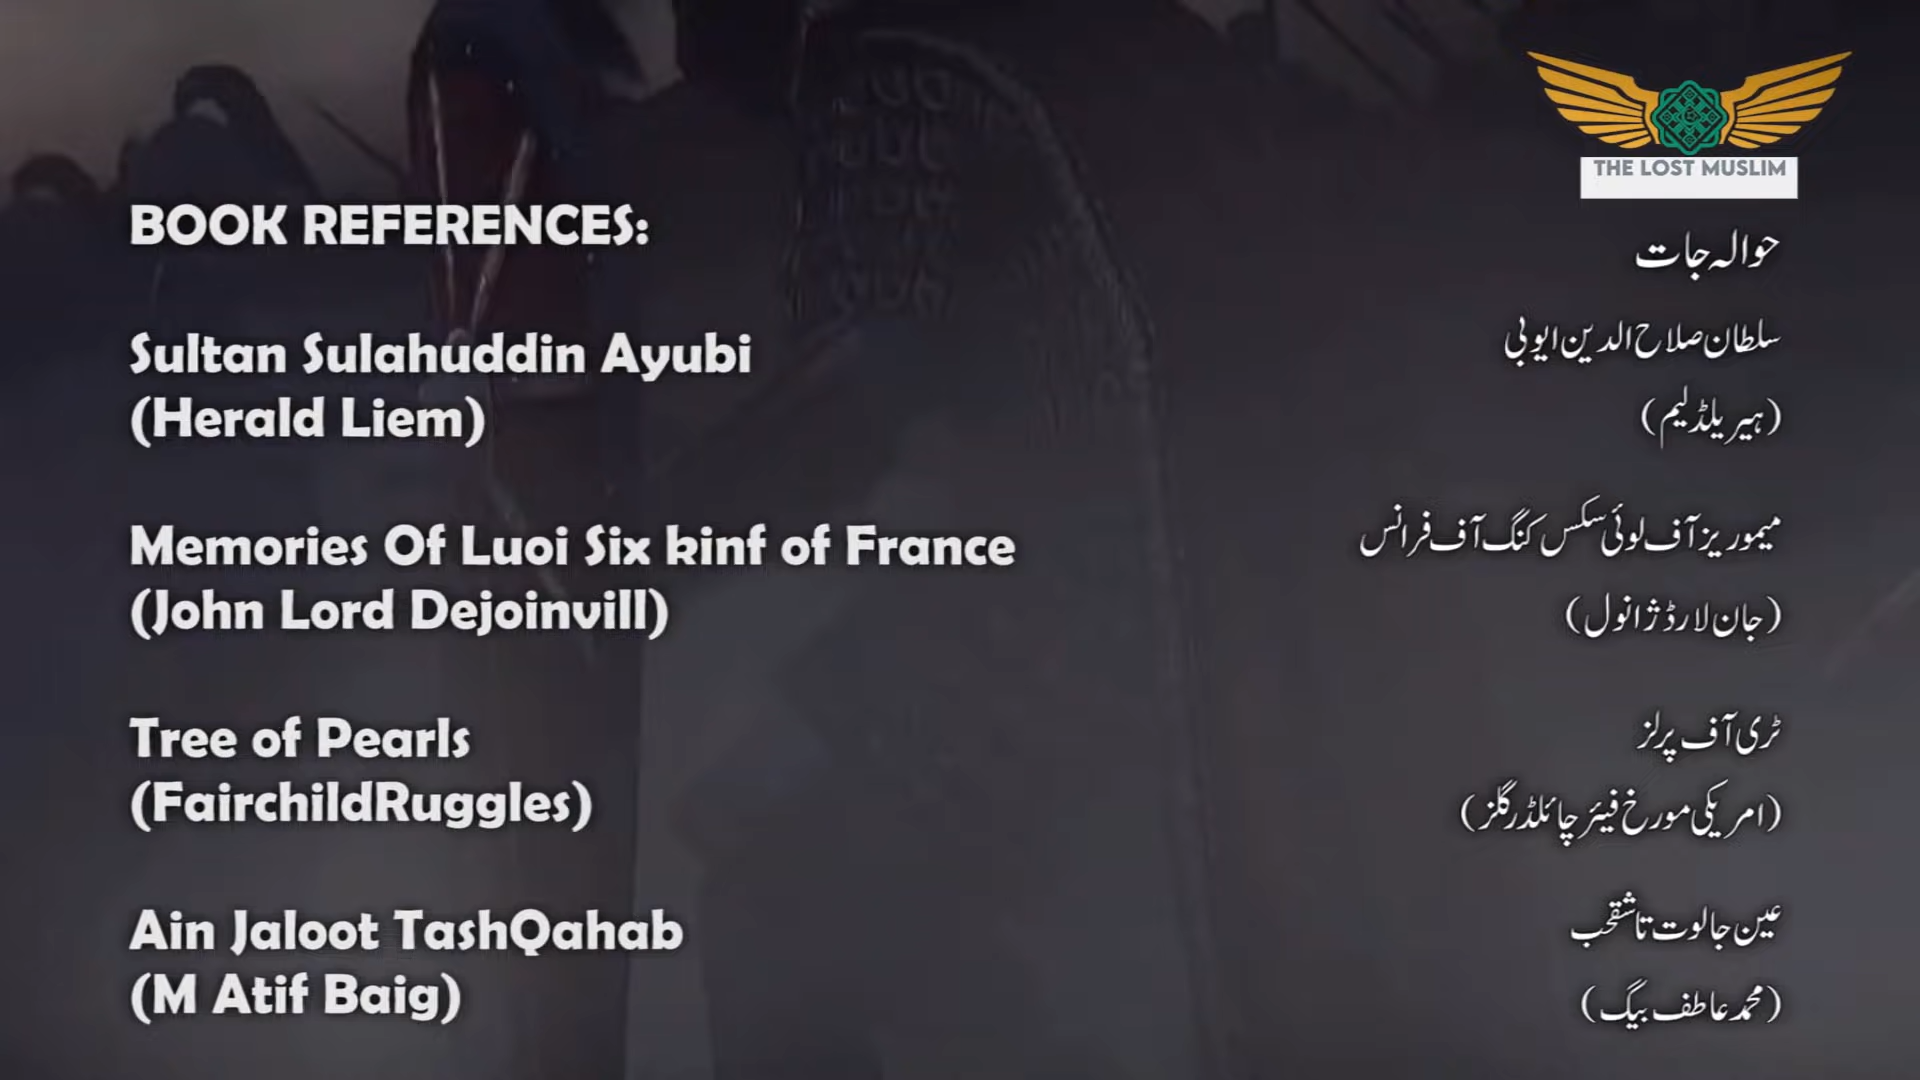 THE LOST MUSLIM
BOOK REFERENCES:
Sultan Sulahuddin Ayubi
(Herald Liem)
Memories Of Luoi Six kinf of France
(John Lord Dejoinvill)
Tree of Pearls
(FairchildRuggles)
Ain Jaloot TashQahab
(M Atif Baig)
حوالہ جات
سلطان صلاح الدین ایوبی
(ہیریلڈ لیم)
میموریز آف لوئی سکس کنگ آف فرانس
(جان لارڈ ژانول)
ٹری آف پرلز
(امریکی مورخ فیئر چائلڈ رگلز)
عین جالوت تا شقحب
(محمد عاطف بیگ)